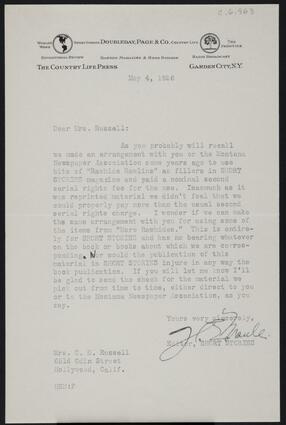 C.6.963
DOUBLEDAY, PAGE & CO.
COUNTRY LIFE
WORLD'S WORK
THE FRONTIER
EDUCATIONAL REVIEW
GARDEN MAGAZINE & HOME BUILDER
RADIO BROADCAST
THE COUNTRY LIFE PRESS
GARDEN CITY, N.Y.
May 4, 1926
Dear Mrs. Russell:
As you probably will recall
we made an arrangement with you or the Montana
Newspaper Association some years ago to use
bits of "Rawhide Rawlins" as fillers in SHORT
STORIES magazine and paid a nominal second
serial rights fee for the use. Inasmuch as it
was reprinted material we didn't feel that we
could properly pay more than the usual second
serial rights charge. I wonder if we can make
the same arrangement with you for using some of
the items from "More Rawhides." This is entire-
ly for SHORT STORIES and has no bearing whatever
on the book or books about which we are corres-
ponding. Nor would the publication of this
material in SHORT STORIES injure in any way the
book publication. If you will let me know I'll
be glad to send the check for the material we
pick out from time to time, either direct to you
or to the Montana Newspaper Association, as you
say.
Yours very sincerely,
Editor, SHORT STORIES
Mrs. C. M. Russell
Hollywood, Calif.